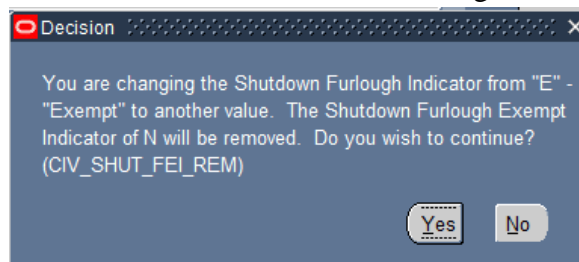 Decision
You are changing the Shutdown Furlough Indicator from "E" -
"Exempt" to another value.  The Shutdown Furlough Exempt
Indicator of N will be removed.  Do you wish to continue?
(CIV_SHUT_FEI_REM)
Yes No